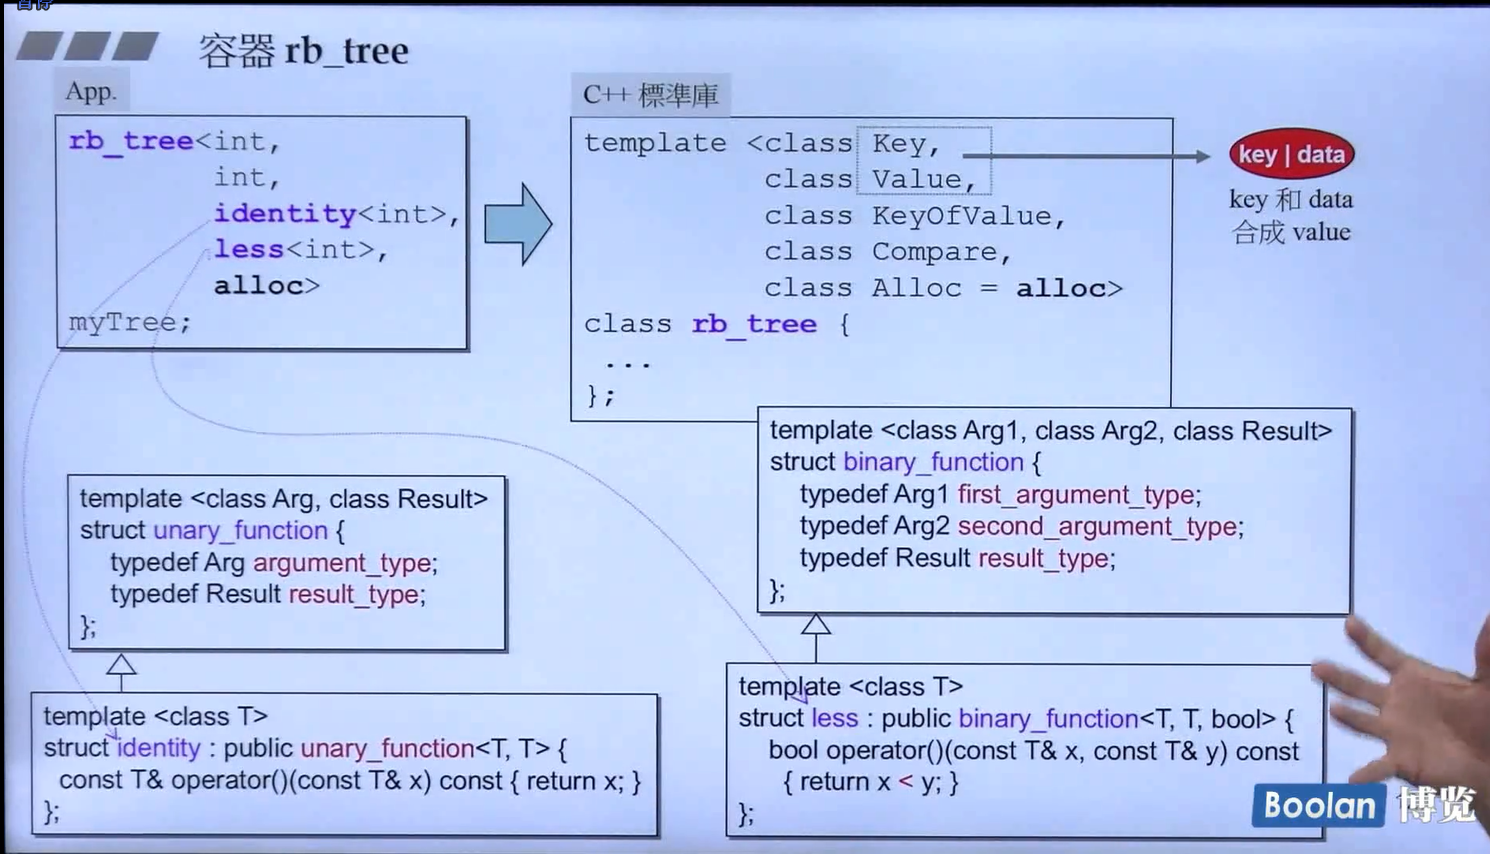 暂停
容器 rb_tree
App.
rb_tree<int,
int,
identity<int>,
less<int>,
alloc>
myTree;
C++ 標準庫
template <class Key,
class Value,
class KeyOfValue,
class Compare,
class Alloc = alloc>
class rb_tree {
...
};
key | data
key 和 data
合成 value
template <class Arg1, class Arg2, class Result>
struct binary_function {
typedef Arg1 first_argument_type;
typedef Arg2 second_argument_type;
typedef Result result_type;
};
template <class Arg, class Result>
struct unary_function {
typedef Arg argument_type;
typedef Result result_type;
};
template <class T>
struct identity : public unary_function<T, T> {
const T& operator()(const T& x) const { return x; }
};
template <class T>
struct less : public binary_function<T, T, bool> {
bool operator()(const T& x, const T& y) const
{ return x < y; }
};
Boolan 博览